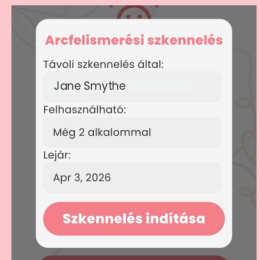 Arcfelismerési szkennelés
Távoli szkennelés által:
Jane Smythe
Felhasználható:
Még 2 alkalommal
Lejár:
Apr 3, 2026
Szkennelés indítása